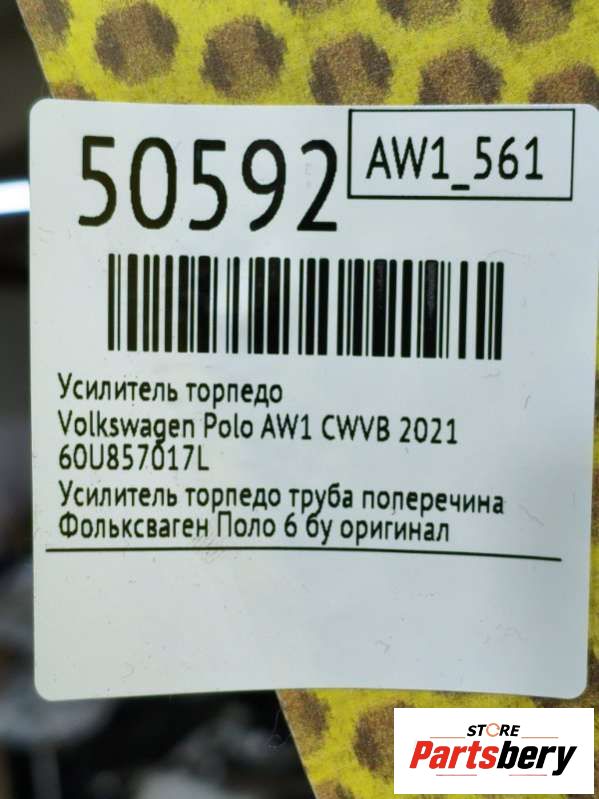 50592
AW1_561
Усилитель торпедо
Volkswagen Polo AW1 CWVB 2021
60U857017L
Усилитель торпедо труба поперечина
Фольксваген Поло 6 бу оригинал
STORE
Partsbery